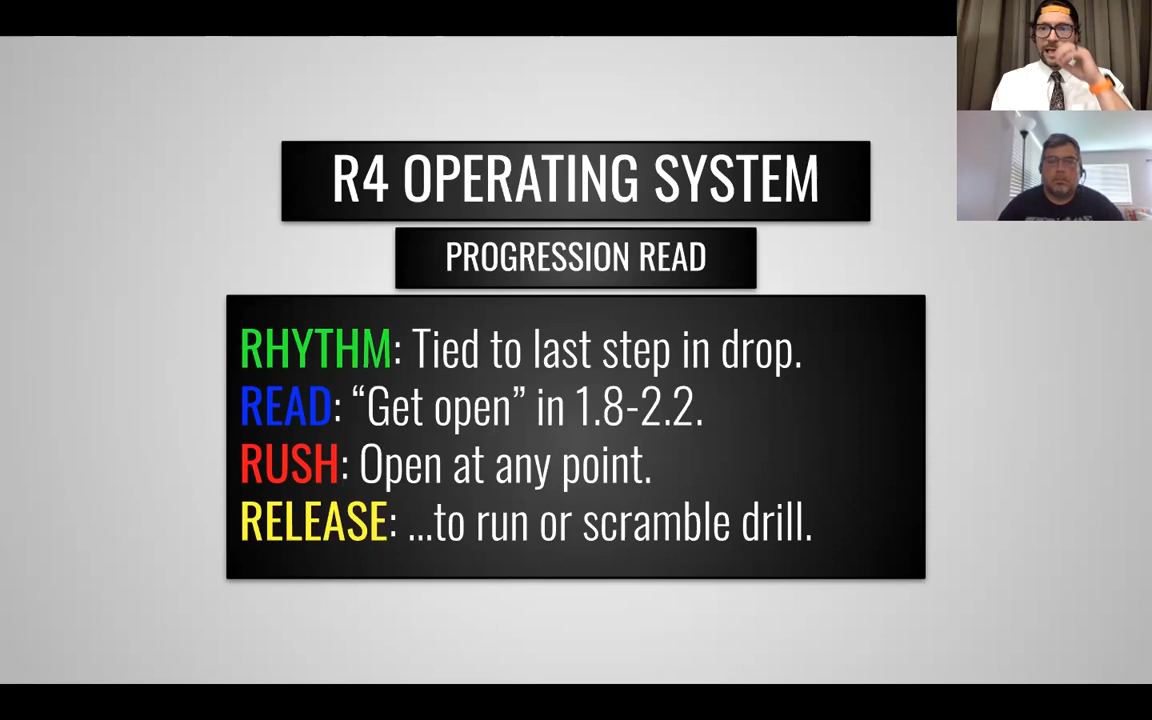 R4 OPERATING SYSTEM
PROGRESSION READ
RHYTHM: Tied to last step in drop.
READ: “Get open” in 1.8-2.2.
RUSH: Open at any point.
RELEASE: ...to run or scramble drill.